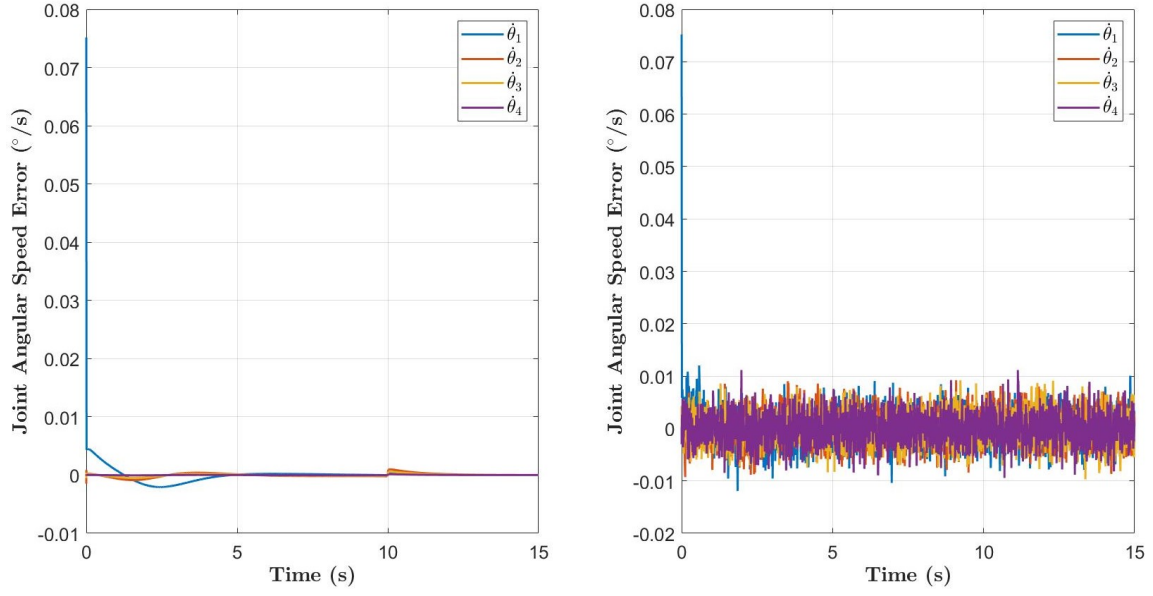 0.08
0.07
0.06
0.05
0.04
0.03
0.02
0.01
0
-0.01
0
5
10
15
Joint Angular Speed Error (°/s)
Time (s)
θ̇₁
θ̇₂
θ̇₃
θ̇₄
0.08
0.07
0.06
0.05
0.04
0.03
0.02
0.01
0
-0.01
-0.02
0
5
10
15
Joint Angular Speed Error (°/s)
Time (s)
θ̇₁
θ̇₂
θ̇₃
θ̇₄